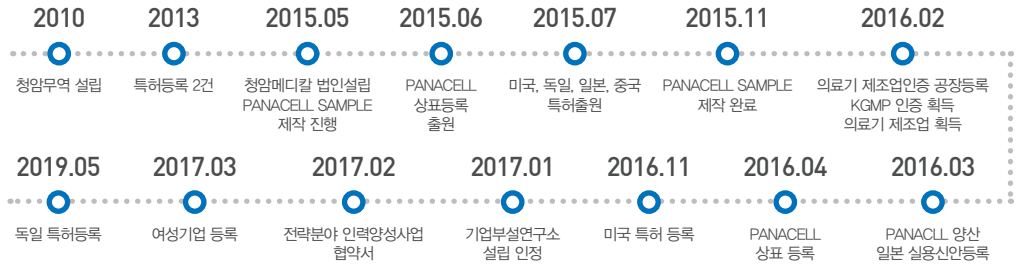 2010
청암무역 설립
2013
특허등록 2건
2015.05
청암메디칼 법인설립
PANACELL SAMPLE
제작 진행
2015.06
PANACELL
상표등록
출원
2015.07
미국, 독일, 일본, 중국
특허출원
2015.11
PANACELL SAMPLE
제작 완료
2016.02
의료기 제조업인증 공장등록
KGMP 인증 획득
의료기 제조업 획득
2019.05
독일 특허등록
2017.03
여성기업 등록
2017.02
전략분야 인력양성사업
협약서
2017.01
기업부설연구소
설립 인정
2016.11
미국 특허 등록
2016.04
PANACELL
상표 등록
2016.03
PANACLL 양산
일본 실용신안등록